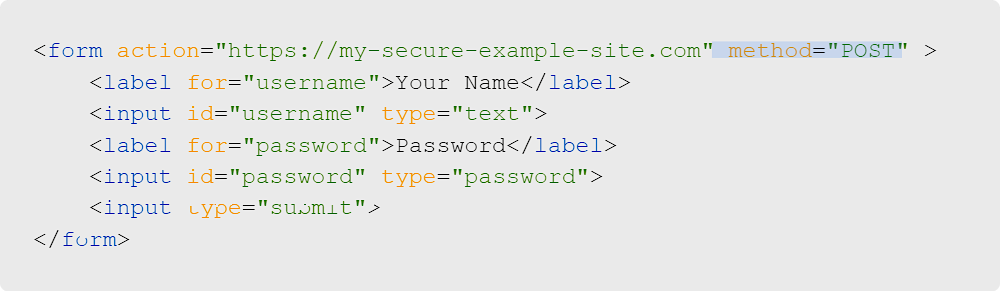 <form action="https://my-secure-example-site.com" method="POST" >
<label for="username">Your Name</label>
<input id="username" type="text">
<label for="password">Password</label>
<input id="password" type="password">
<input type="submit">
</form>